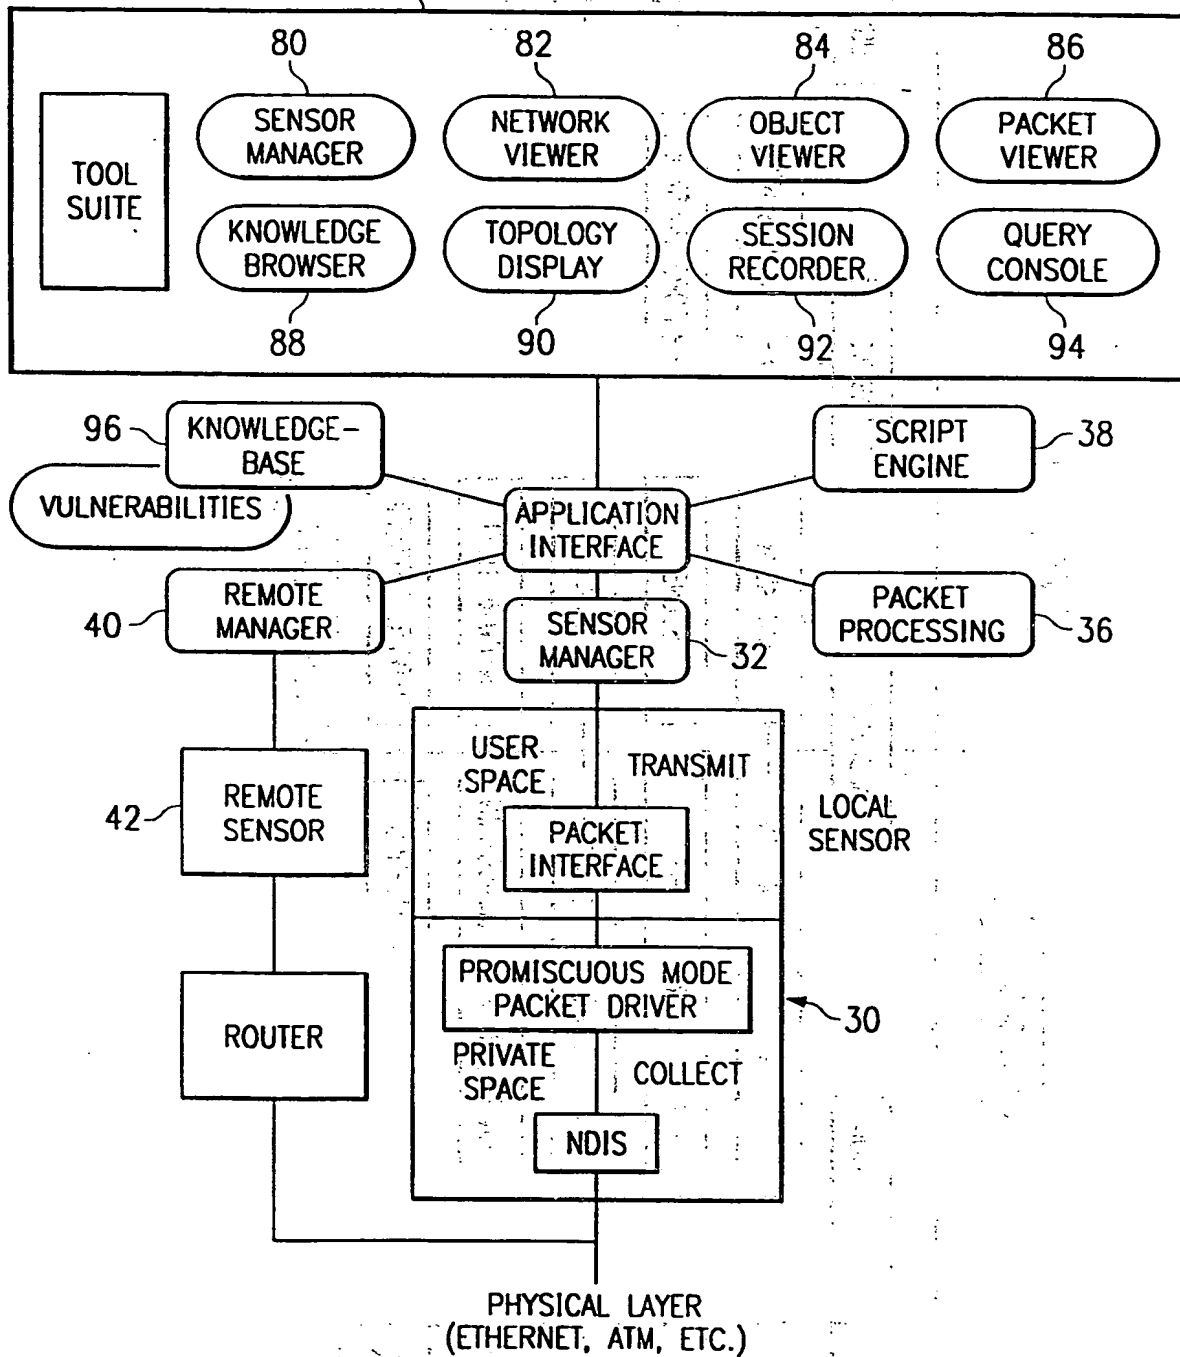 80
82
84
86
TOOL
SUITE
SENSOR
MANAGER
NETWORK
VIEWER
OBJECT
VIEWER
PACKET
VIEWER
KNOWLEDGE
BROWSER
TOPOLOGY
DISPLAY
SESSION
RECORDER
QUERY
CONSOLE
88
90
92
94
96
KNOWLEDGE-
BASE
SCRIPT
ENGINE
38
VULNERABILITIES
APPLICATION
INTERFACE
40
REMOTE
MANAGER
SENSOR
MANAGER
32
PACKET
PROCESSING
36
USER
SPACE
TRANSMIT
42
REMOTE
SENSOR
PACKET
INTERFACE
LOCAL
SENSOR
PROMISCUOUS MODE
PACKET DRIVER
30
ROUTER
PRIVATE
SPACE
COLLECT
NDIS
PHYSICAL LAYER
(ETHERNET, ATM, ETC.)